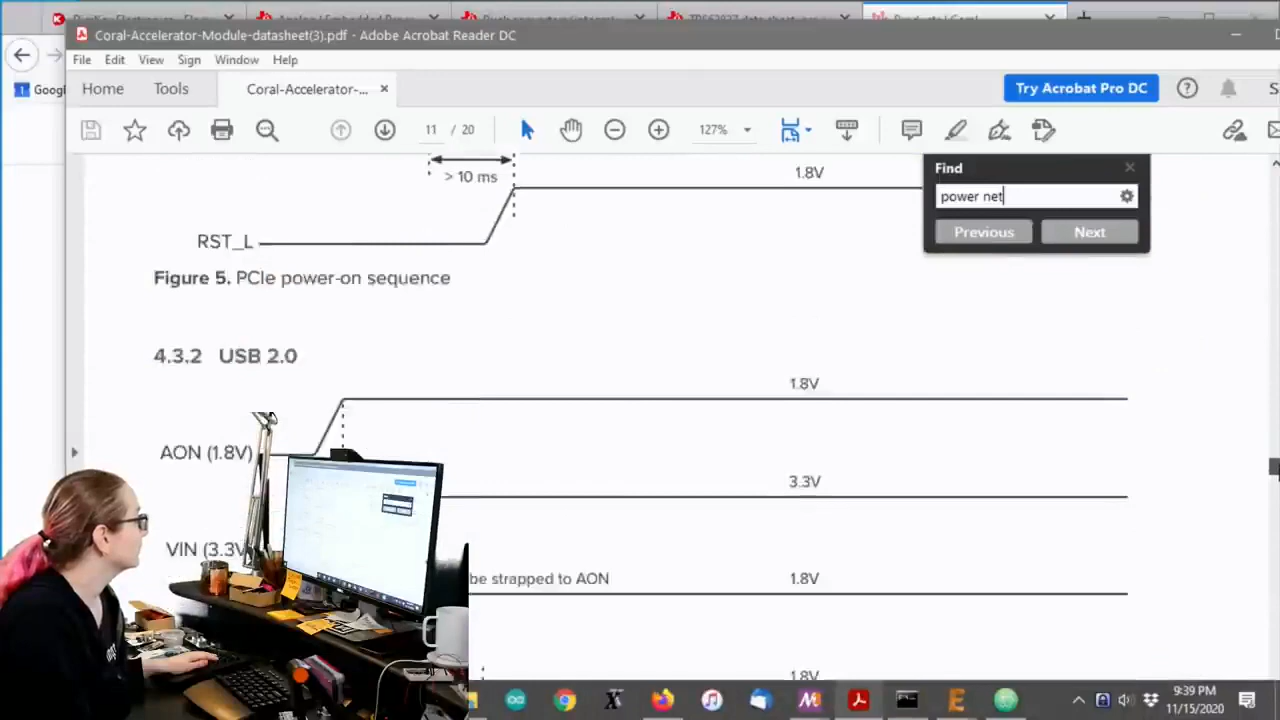 Coral-Accelerator-Module-datasheet(3).pdf - Adobe Acrobat Reader DC
File Edit View Sign Window Help
Googl
Home Tools Coral-Accelerator-... ×
Try Acrobat Pro DC
11 / 20
127%
Find
power net
Previous Next
> 10 ms
1.8V
RST_L
Figure 5. PCIe power-on sequence
4.3.2 USB 2.0
1.8V
AON (1.8V)
3.3V
VIN (3.3V
be strapped to AON
1.8V
1.8V
9:39 PM
11/15/2020